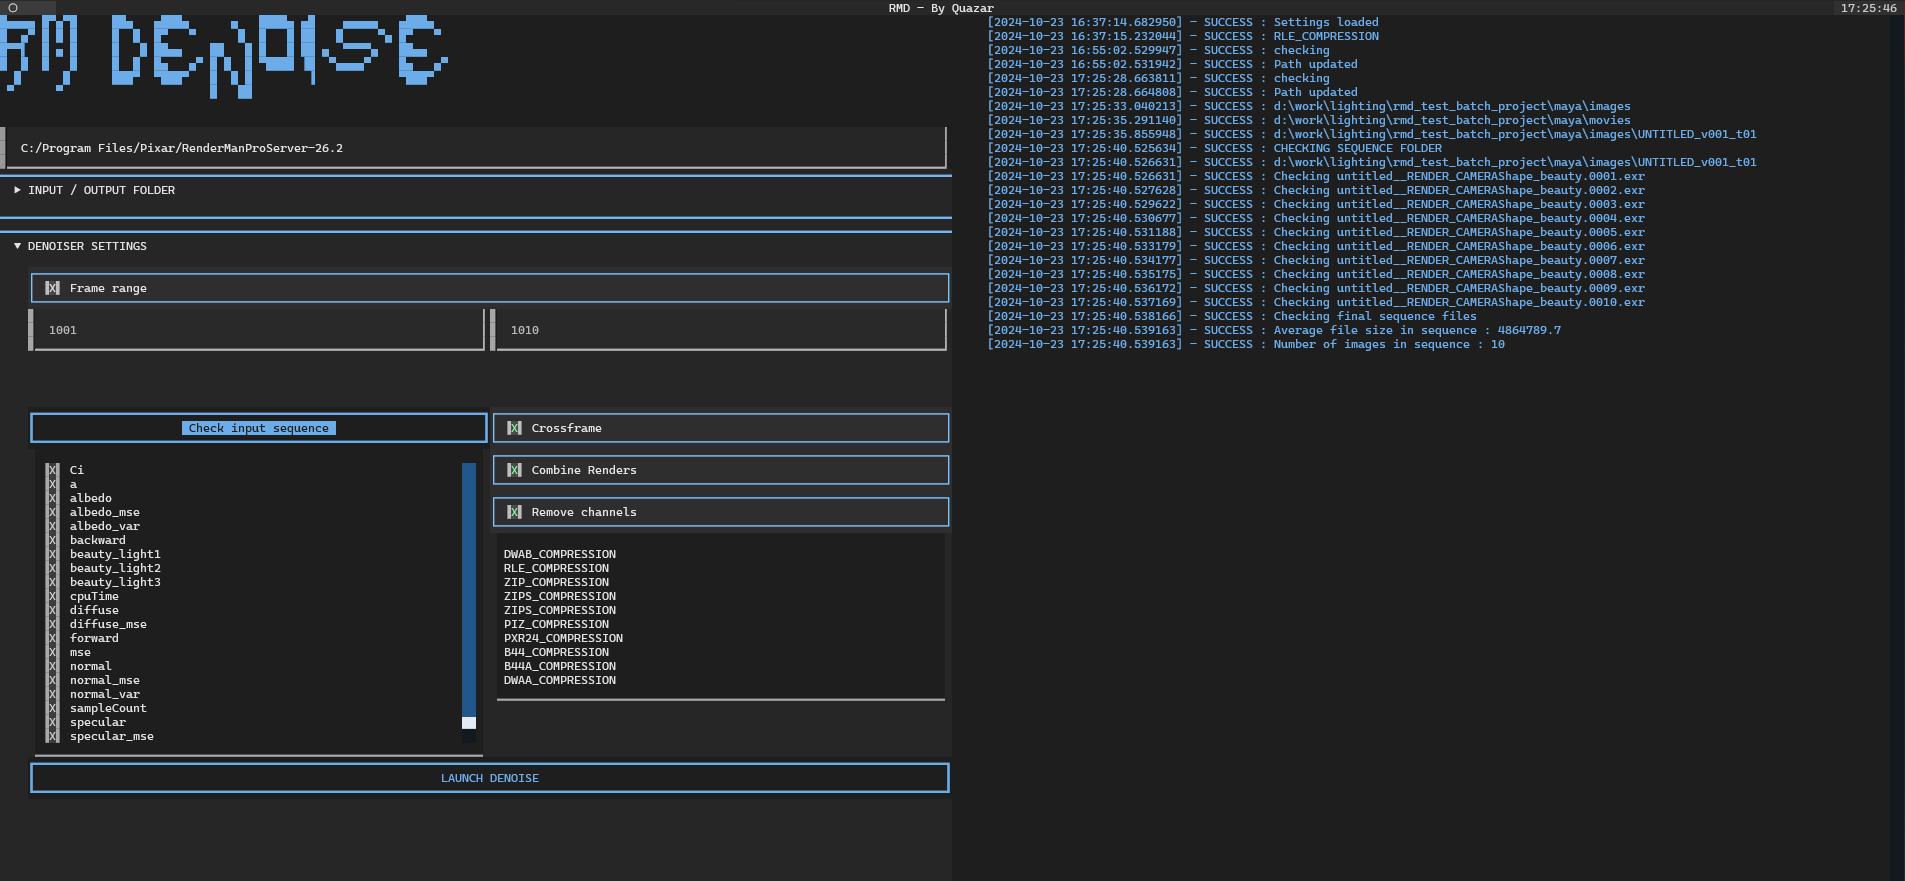 RMD — By Quazar
17:25:46
RM DENOISE
C:/Program Files/Pixar/RenderManProServer-26.2
▶ INPUT / OUTPUT FOLDER
▼ DENOISER SETTINGS
X Frame range
1001
1010
Check input sequence
X Crossframe
X Combine Renders
X Remove channels
X Ci
X a
X albedo
X albedo_mse
X albedo_var
X backward
X beauty_light1
X beauty_light2
X beauty_light3
X cpuTime
X diffuse
X diffuse_mse
X forward
X mse
X normal
X normal_mse
X normal_var
X sampleCount
X specular
X specular_mse
DWAB_COMPRESSION
RLE_COMPRESSION
ZIP_COMPRESSION
ZIPS_COMPRESSION
ZIPS_COMPRESSION
PIZ_COMPRESSION
PXR24_COMPRESSION
B44_COMPRESSION
B44A_COMPRESSION
DWAA_COMPRESSION
LAUNCH DENOISE
[2024-10-23 16:37:14.682950] - SUCCESS : Settings loaded
[2024-10-23 16:37:15.232044] - SUCCESS : RLE_COMPRESSION
[2024-10-23 16:55:02.529947] - SUCCESS : checking
[2024-10-23 16:55:02.531942] - SUCCESS : Path updated
[2024-10-23 17:25:28.663811] - SUCCESS : checking
[2024-10-23 17:25:28.664808] - SUCCESS : Path updated
[2024-10-23 17:25:33.040213] - SUCCESS : d:\work\lighting\rmd_test_batch_project\maya\images
[2024-10-23 17:25:35.291140] - SUCCESS : d:\work\lighting\rmd_test_batch_project\maya\movies
[2024-10-23 17:25:35.855948] - SUCCESS : d:\work\lighting\rmd_test_batch_project\maya\images\UNTITLED_v001_t01
[2024-10-23 17:25:40.525634] - SUCCESS : CHECKING SEQUENCE FOLDER
[2024-10-23 17:25:40.526631] - SUCCESS : d:\work\lighting\rmd_test_batch_project\maya\images\UNTITLED_v001_t01
[2024-10-23 17:25:40.526631] - SUCCESS : Checking untitled__RENDER_CAMERAShape_beauty.0001.exr
[2024-10-23 17:25:40.527628] - SUCCESS : Checking untitled__RENDER_CAMERAShape_beauty.0002.exr
[2024-10-23 17:25:40.529622] - SUCCESS : Checking untitled__RENDER_CAMERAShape_beauty.0003.exr
[2024-10-23 17:25:40.530677] - SUCCESS : Checking untitled__RENDER_CAMERAShape_beauty.0004.exr
[2024-10-23 17:25:40.531188] - SUCCESS : Checking untitled__RENDER_CAMERAShape_beauty.0005.exr
[2024-10-23 17:25:40.533179] - SUCCESS : Checking untitled__RENDER_CAMERAShape_beauty.0006.exr
[2024-10-23 17:25:40.534177] - SUCCESS : Checking untitled__RENDER_CAMERAShape_beauty.0007.exr
[2024-10-23 17:25:40.535175] - SUCCESS : Checking untitled__RENDER_CAMERAShape_beauty.0008.exr
[2024-10-23 17:25:40.536172] - SUCCESS : Checking untitled__RENDER_CAMERAShape_beauty.0009.exr
[2024-10-23 17:25:40.537169] - SUCCESS : Checking untitled__RENDER_CAMERAShape_beauty.0010.exr
[2024-10-23 17:25:40.538166] - SUCCESS : Checking final sequence files
[2024-10-23 17:25:40.539163] - SUCCESS : Average file size in sequence : 4864789.7
[2024-10-23 17:25:40.539163] - SUCCESS : Number of images in sequence : 10